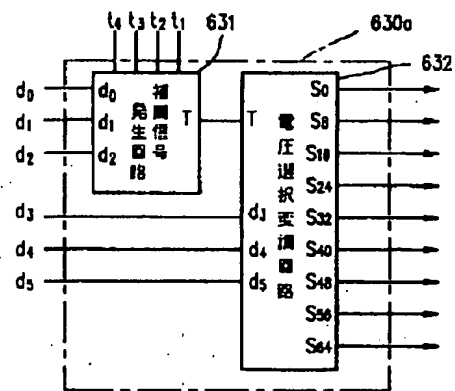 t₄ t₃ t₂ t₁
631
630a
632
d₀
d₁
d₂
d₃
d₄
d₅
d₀
d₁
d₂
補間信号
発生回路
T
T
d₃
d₄
d₅
電圧選択変調回路
S₀
S₈
S₁₆
S₂₄
S₃₂
S₄₀
S₄₈
S₅₆
S₆₄